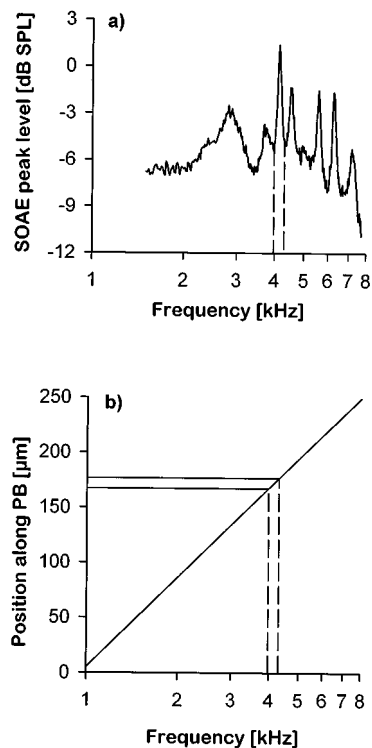 a)
SOAE peak level [dB SPL]
3
0
-3
-6
-9
-12
1 2 3 4 5 6 7 8
Frequency [kHz]
b)
Position along PB [µm]
250
200
150
100
50
0
1 2 3 4 5 6 7 8
Frequency [kHz]